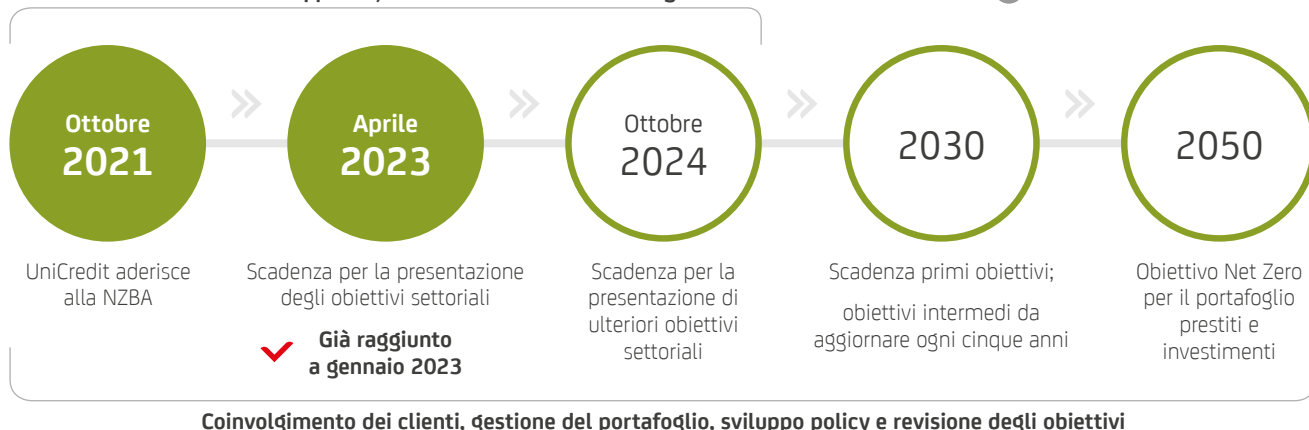 Ottobre
2021
Aprile
2023
Ottobre
2024
2030
2050
UniCredit aderisce
alla NZBA
Scadenza per la presentazione
degli obiettivi settoriali
Già raggiunto
a gennaio 2023
Scadenza per la
presentazione di
ulteriori obiettivi
settoriali
Scadenza primi obiettivi;
obiettivi intermedi da
aggiornare ogni cinque anni
Obiettivo Net Zero
per il portafoglio
prestiti e
investimenti
Coinvolgimento dei clienti, gestione del portafoglio, sviluppo policy e revisione degli obiettivi